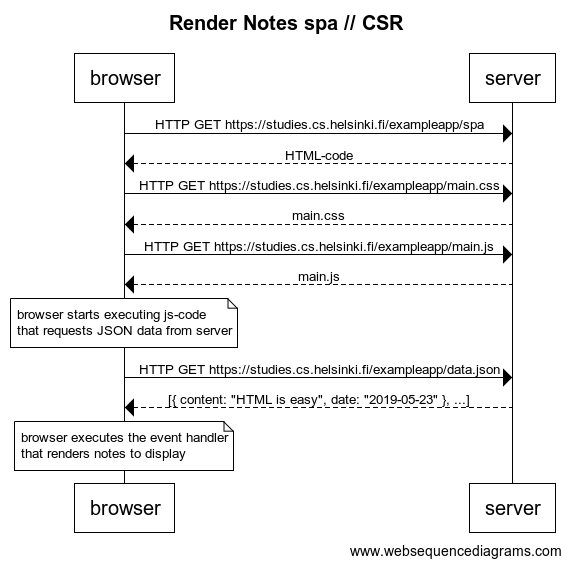 Render Notes spa // CSR
browser
server
HTTP GET https://studies.cs.helsinki.fi/exampleapp/spa
HTML-code
HTTP GET https://studies.cs.helsinki.fi/exampleapp/main.css
main.css
HTTP GET https://studies.cs.helsinki.fi/exampleapp/main.js
main.js
browser starts executing js-code
that requests JSON data from server
HTTP GET https://studies.cs.helsinki.fi/exampleapp/data.json
[{ content: "HTML is easy", date: "2019-05-23" }, ...]
browser executes the event handler
that renders notes to display
browser
server
www.websequencediagrams.com